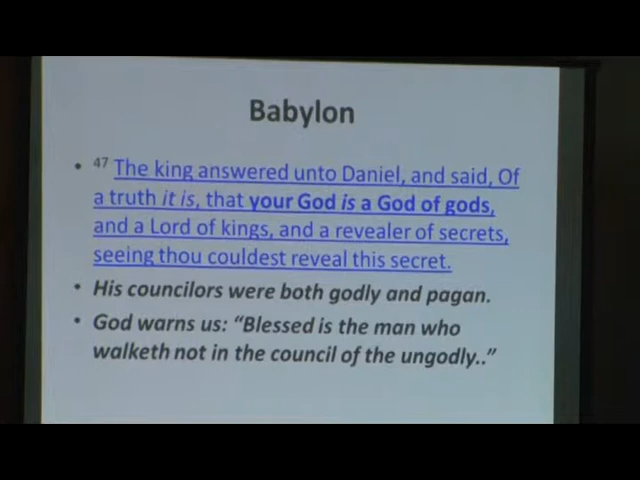 Babylon
• 47 The king answered unto Daniel, and said, Of
a truth it is, that your God is a God of gods,
and a Lord of kings, and a revealer of secrets,
seeing thou couldest reveal this secret.
• His councilors were both godly and pagan.
• God warns us: “Blessed is the man who
walketh not in the council of the ungodly..”